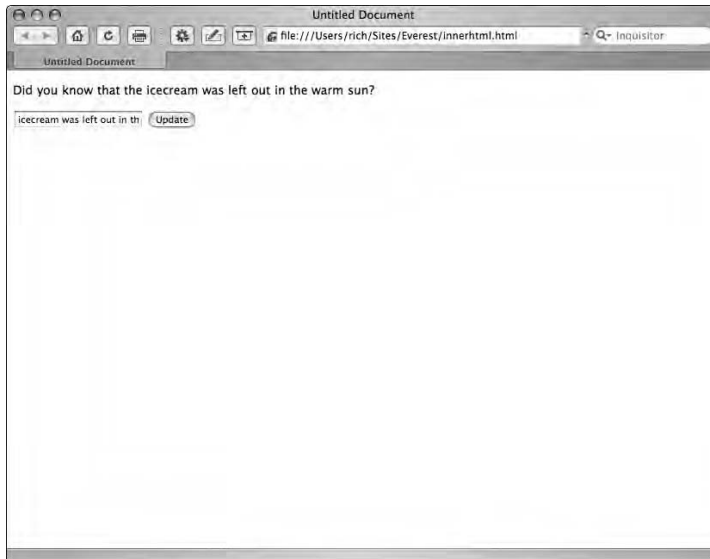 Untitled Document
file:///Users/rich/Sites/Everest/innerhtml.html
Q- Inquisitor
Untitled Document
Did you know that the icecream was left out in the warm sun?
icecream was left out in th Update